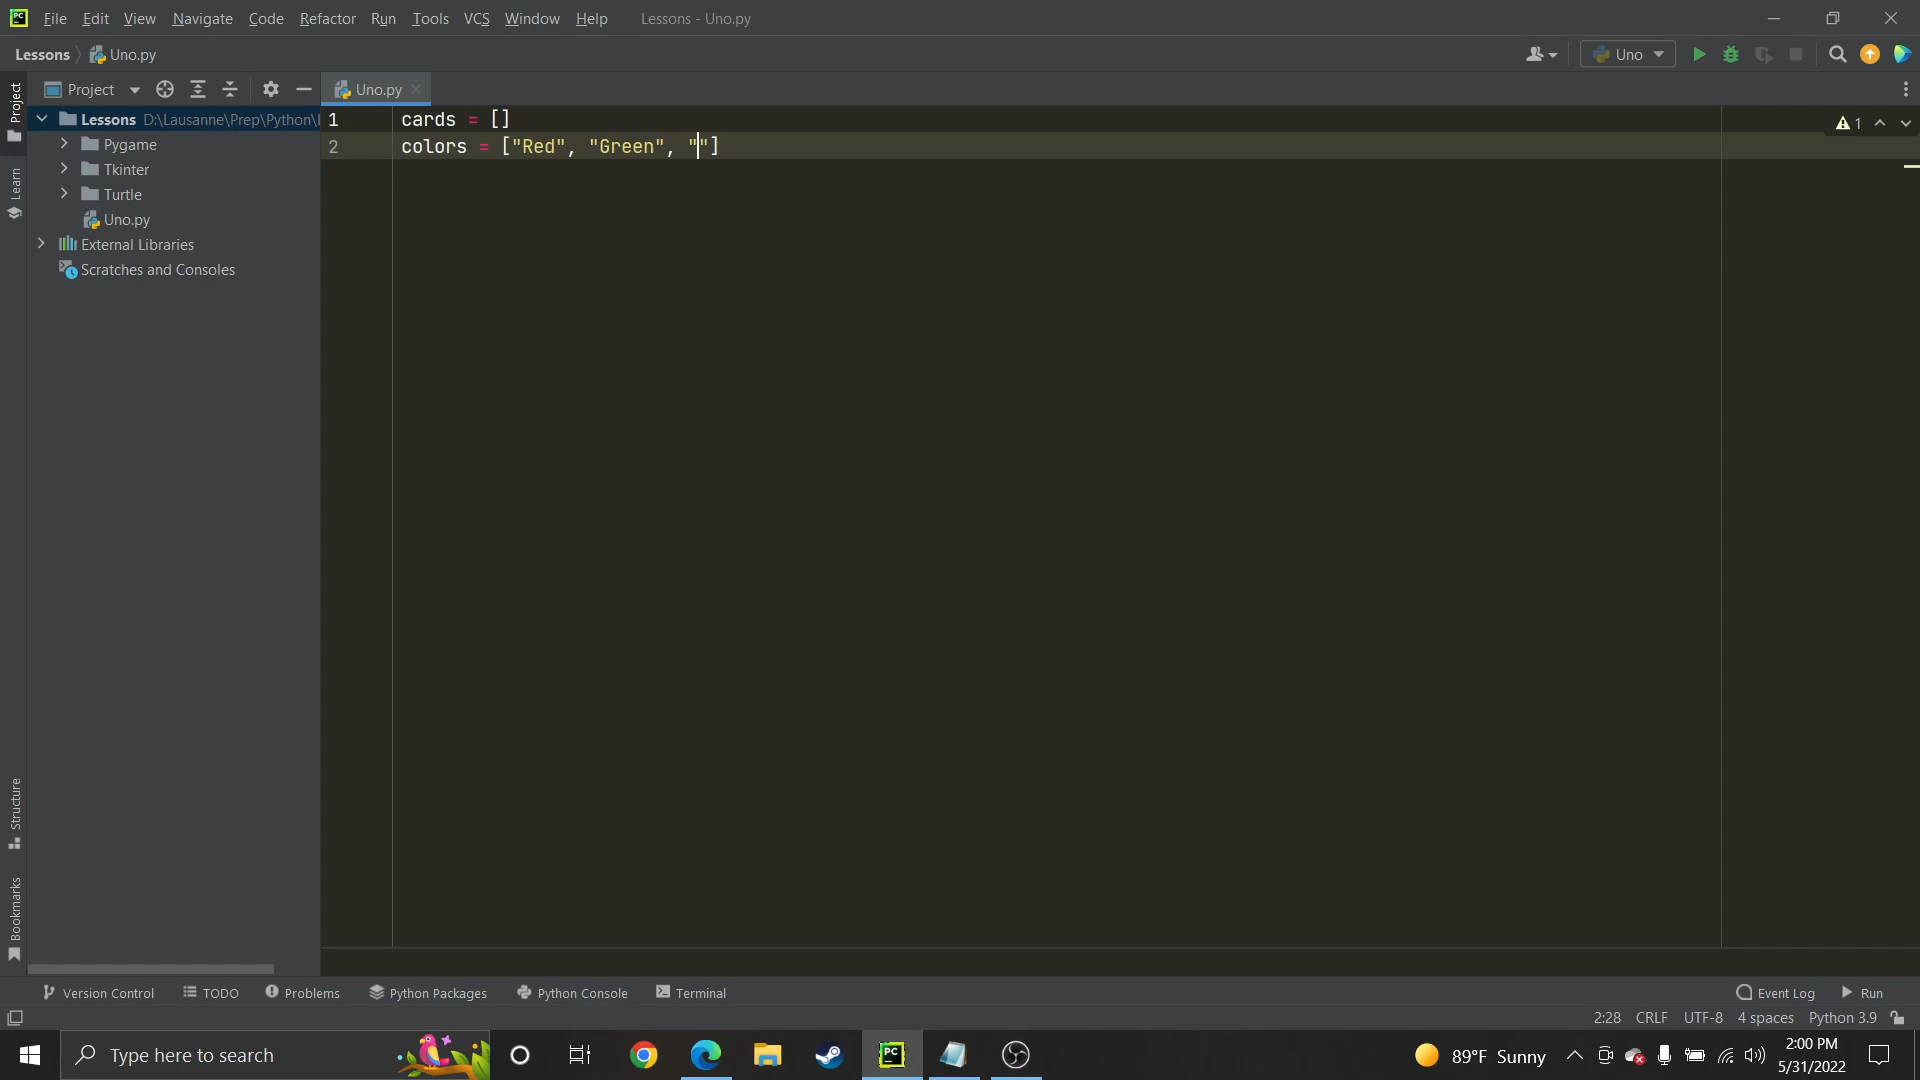 File Edit View Navigate Code Refactor Run Tools VCS Window Help Lessons - Uno.py
Lessons Uno.py Uno
Project Uno.py
Project
Learn
Structure
Bookmarks
Lessons D:\Lausanne\Prep\Python\
Pygame
Tkinter
Turtle
Uno.py
External Libraries
Scratches and Consoles
1 cards = []
2 colors = ["Red", "Green", ""]
1
Version Control TODO Problems Python Packages Python Console Terminal Event Log Run
2:28 CRLF UTF-8 4 spaces Python 3.9
Type here to search
89°F Sunny
2:00 PM
5/31/2022